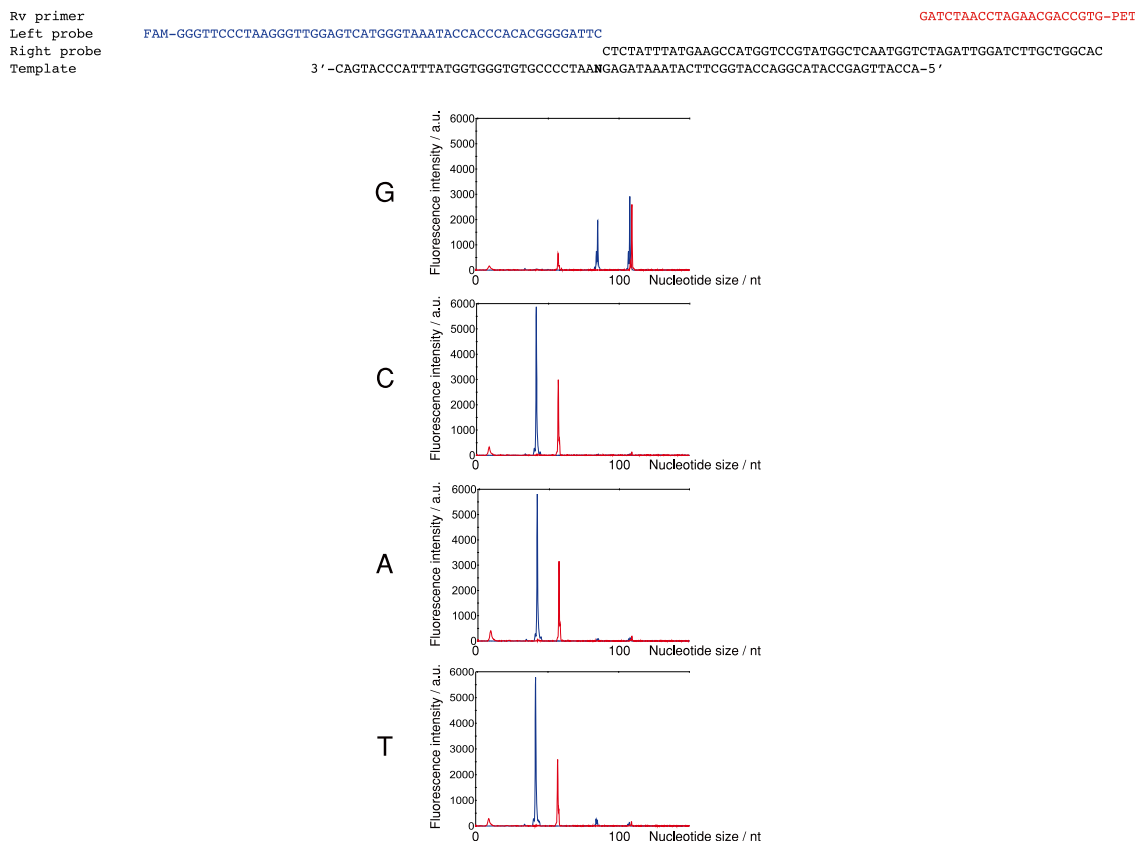 Rv primer GATCTAACCTAGAACGACCGTG-PET
Left probe FAM-GGGTTCCCTAAGGGTTGGAGTCATGGGTAAATACCACCCACACGGGGATTC
Right probe CTCTATTTATGAAGCCATGGTCCGTATGGCTCAATGGTCTAGATTGGATCTTGCTGGCAC
Template 3’-CAGTACCCATTTATGGTGGGTGTGCCCCTAANGAGATAAATACTTCGGTACCAGGCATACCGAGTTACCA-5’
G
Fluorescence intensity / a.u.
6000
5000
4000
3000
2000
1000
0
0 100 Nucleotide size / nt
C
Fluorescence intensity / a.u.
6000
5000
4000
3000
2000
1000
0
0 100 Nucleotide size / nt
A
Fluorescence intensity / a.u.
6000
5000
4000
3000
2000
1000
0
0 100 Nucleotide size / nt
T
Fluorescence intensity / a.u.
6000
5000
4000
3000
2000
1000
0
0 100 Nucleotide size / nt